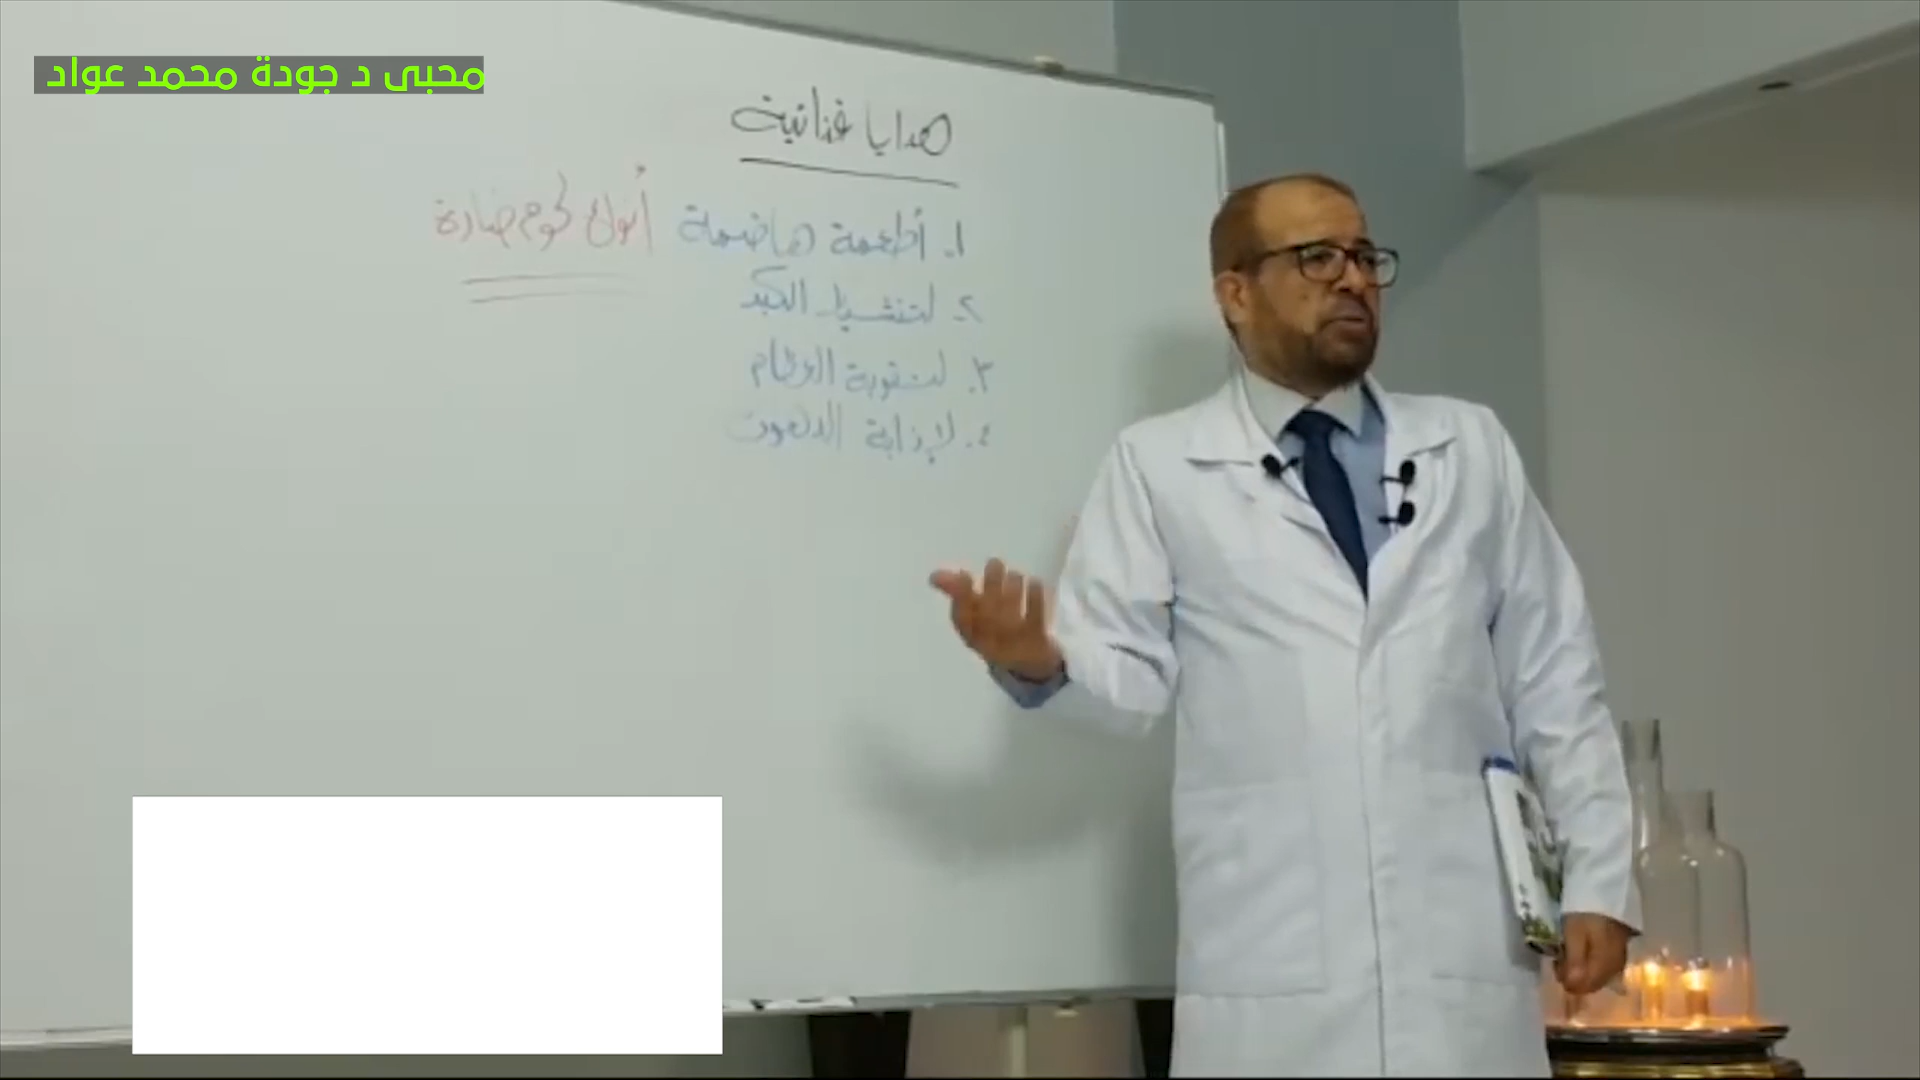 محبى د جودة محمد عواد
هدايا غذائية
١. أطعمة هاضمة أنواع لحوم ضارة
٢. لتنشيط الكبد
٣. لتقوية العظام
٤. لإذابة الدهون